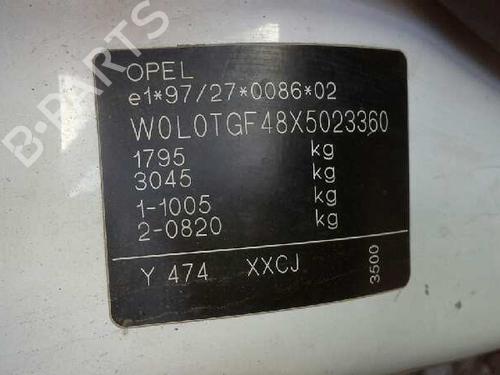 B-PARTS
OPEL
e1*97/27*0086*02
W0L0TGF48X5023360
1795 kg
3045 kg
1-1005 kg
2-0820 kg
Y 474 XXCJ
3500